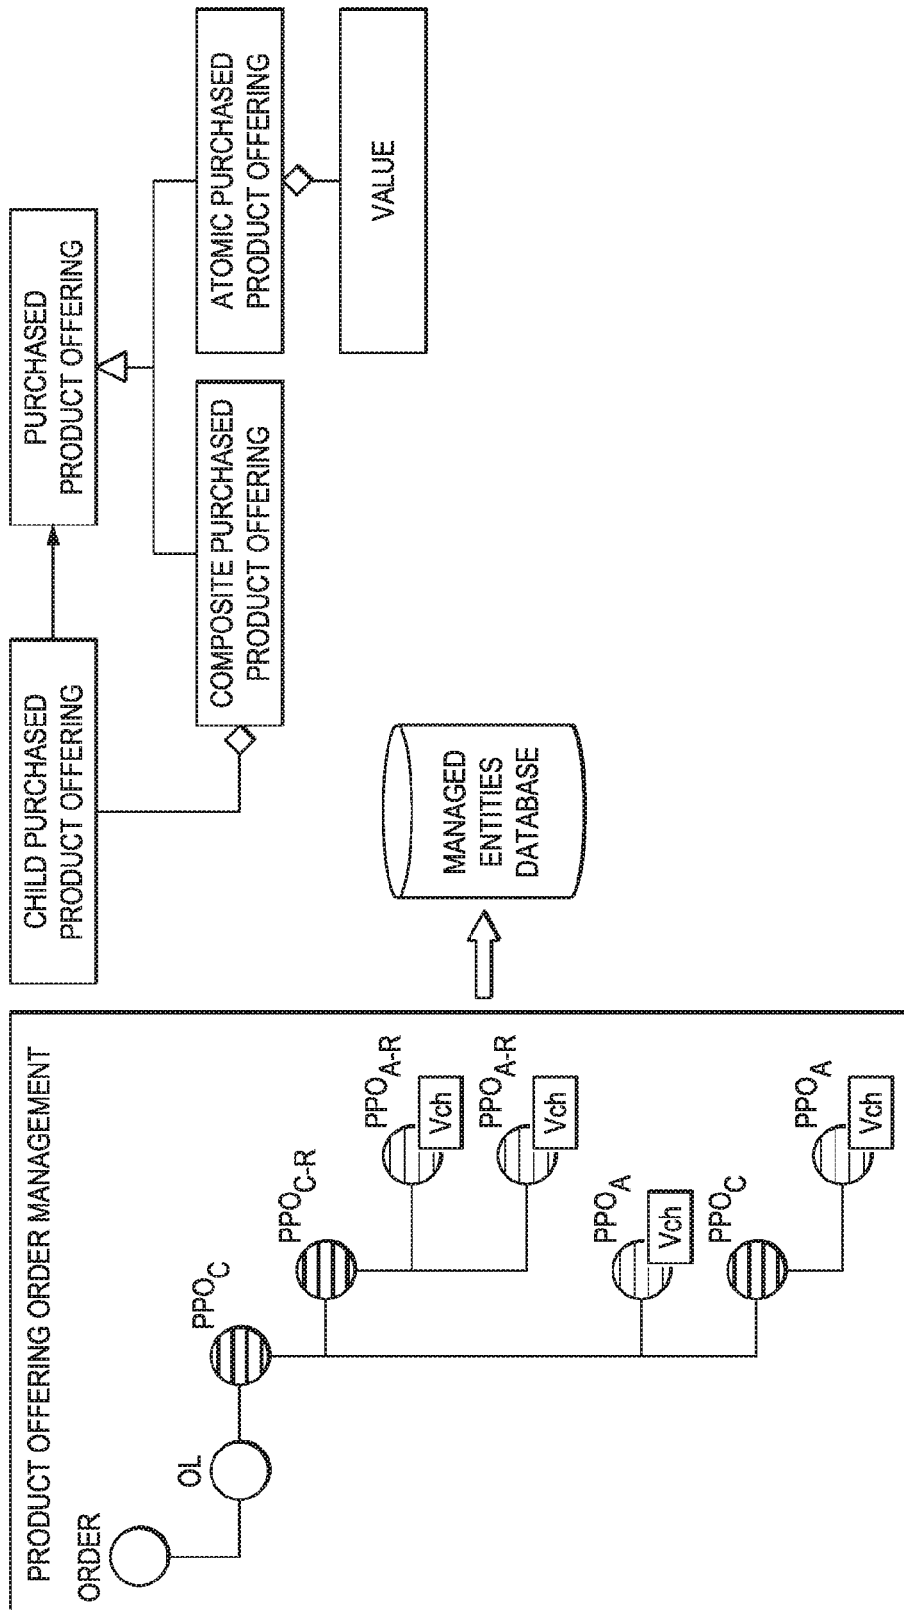 PRODUCT OFFERING ORDER MANAGEMENT
ORDER
OL
PPOC
PPOC-R
PPOA-R
Vch
PPOA-R
Vch
PPOA
Vch
PPOC
PPOA
Vch
MANAGED
ENTITIES
DATABASE
CHILD PURCHASED
PRODUCT OFFERING
PURCHASED
PRODUCT OFFERING
COMPOSITE PURCHASED
PRODUCT OFFERING
ATOMIC PURCHASED
PRODUCT OFFERING
VALUE